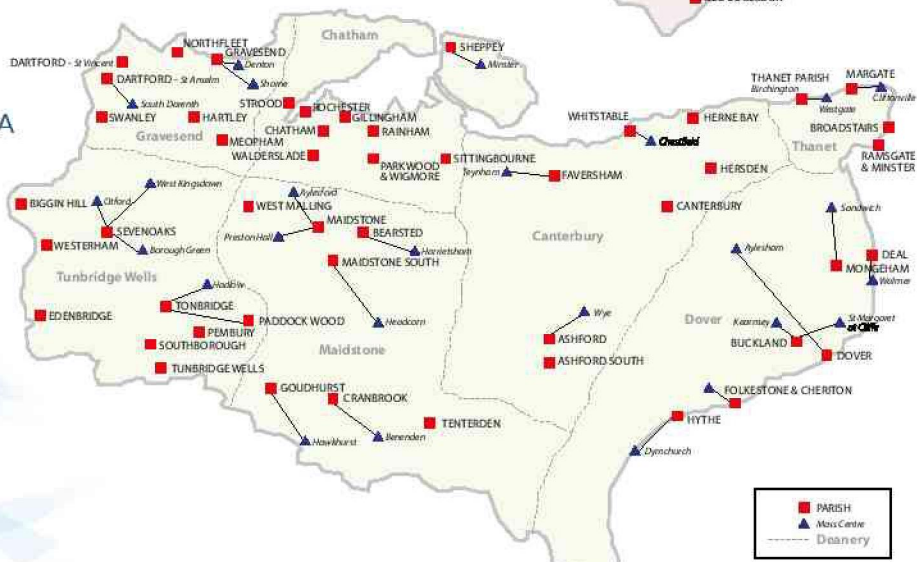 A
Chatham
NORTHFLEET
GRAVESEND
DARTFORD - St Vincent
Denton
DARTFORD - St Anselm
Shorne
South Darenth
SWANLEY
HARTLEY
Gravesend
MEOPHAM
STROOD
ROCHESTER
GILLINGHAM
CHATHAM
RAINHAM
WALDERSLADE
PARKWOOD
& WIGMORE
SITTINGBOURNE
SHEPPEY
Minster
Teynham
FAVERSHAM
WHITSTABLE
Chestfield
HERNE BAY
HERSDEN
CANTERBURY
Canterbury
THANET PARISH
Birchington
Westgate
MARGATE
Cliftonville
BROADSTAIRS
Thanet
RAMSGATE
& MINSTER
West Kingsdown
BIGGIN HILL
Otford
SEVENOAKS
WESTERHAM
Borough Green
Tunbridge Wells
Hadlow
TONBRIDGE
EDENBRIDGE
PADDOCK WOOD
PEMBURY
SOUTHBOROUGH
TUNBRIDGE WELLS
Aylesford
WEST MALLING
MAIDSTONE
Preston Hall
BEARSTED
Harrietsham
MAIDSTONE SOUTH
Headcorn
Maidstone
GOUDHURST
CRANBROOK
Hawkhurst
Benenden
TENTERDEN
Wye
ASHFORD
ASHFORD SOUTH
Sandwich
Aylesham
DEAL
MONGEHAM
Walmer
Dover
Kearnsey
St Margaret
at Cliffe
BUCKLAND
DOVER
FOLKESTONE & CHERITON
HYTHE
Dymchurch
PARISH
Mass Centre
Deanery